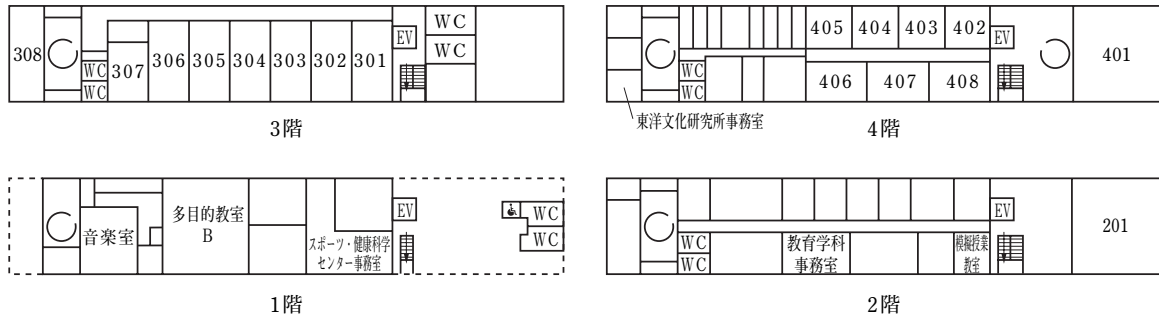 308
WC
WC
307
306
305
304
303
302
301
EV
WC
WC
3階
405
404
403
402
EV
401
WC
WC
406
407
408
東洋文化研究所事務室
4階
音楽室
多目的教室
B
スポーツ・健康科学
センター事務室
EV
WC
WC
1階
EV
201
WC
WC
教育学科
事務室
模擬授業
教室
2階